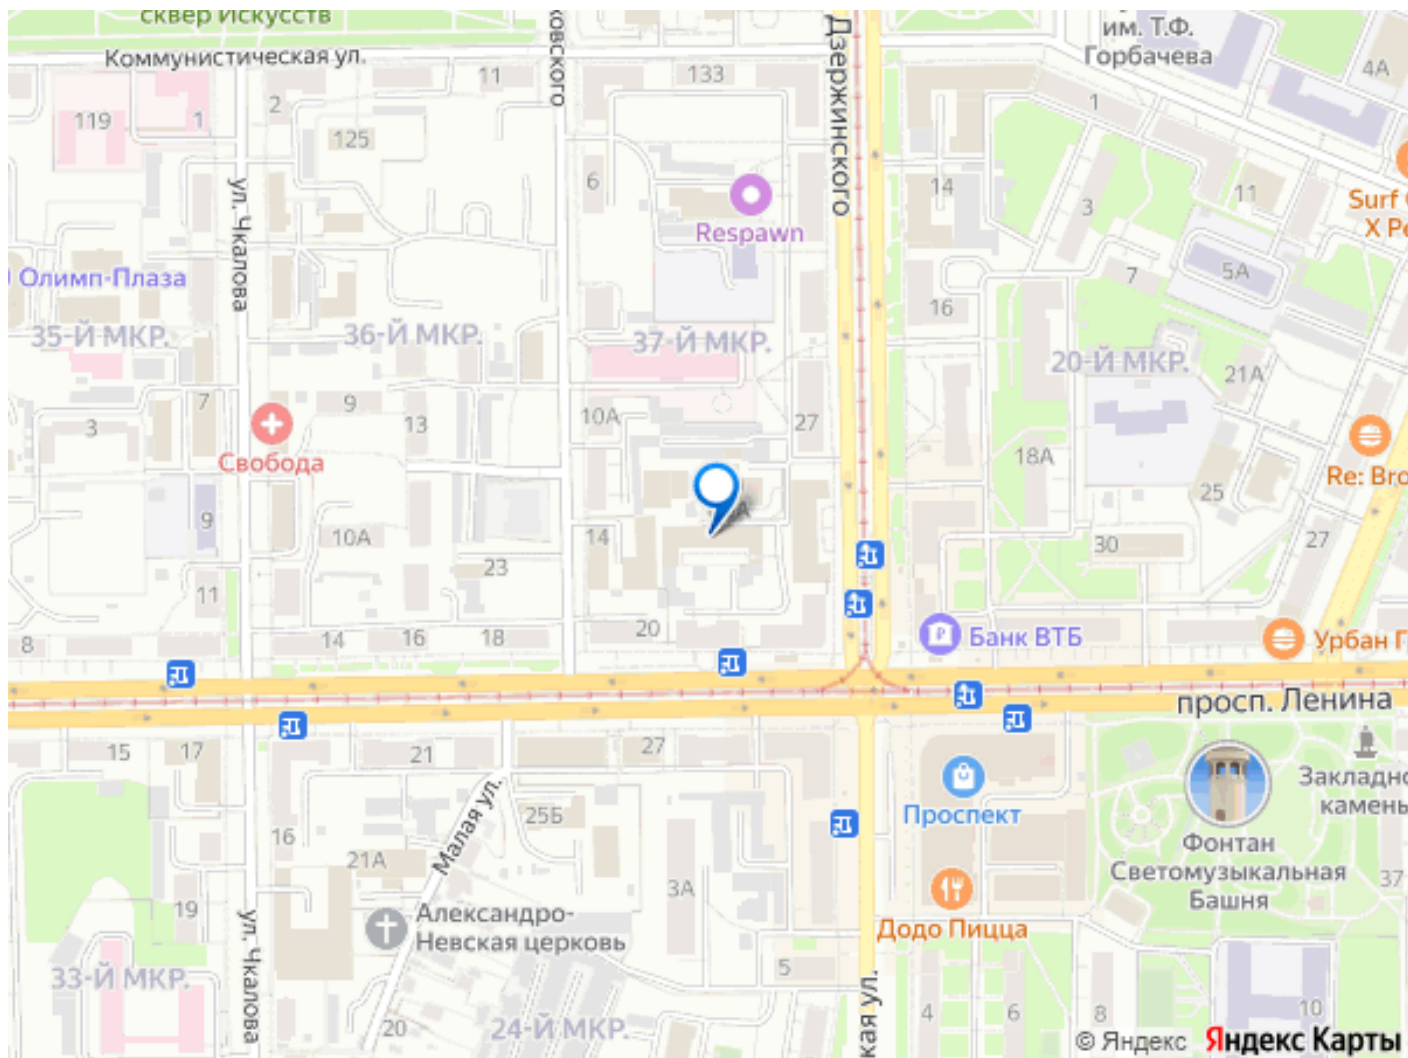 сквер Искусств
Коммунистическая ул.
им. Т.Ф.
Горбачева
Дзержинского
ковского
4А
11
133
2
1
119
1
125
6
14
3
11
Respawn
Surf
ул. Чкалова
Олимп-Плаза
7
5А
16
35-Й МКР.
36-Й МКР.
37-Й МКР.
20-Й МКР.
21А
7
9
13
10А
27
3
Свобода
18А
Re: Bro
25
9
10А
14
А
30
27
23
11
8
14
16
18
20
Банк ВТБ
Урбан Г
просп. Ленина
15
17
21
27
Проспект
Закладно
камень
Малая ул.
25Б
16
21А
Фонтан
Светомузыкальная
Башня
3А
37
19
Александро-
Невская церковь
Додо Пицца
ул. Чкалова
33-Й МКР.
5
кая ул.
20
24-Й МКР.
4
6
8
10
© Яндекс Яндекс Карты